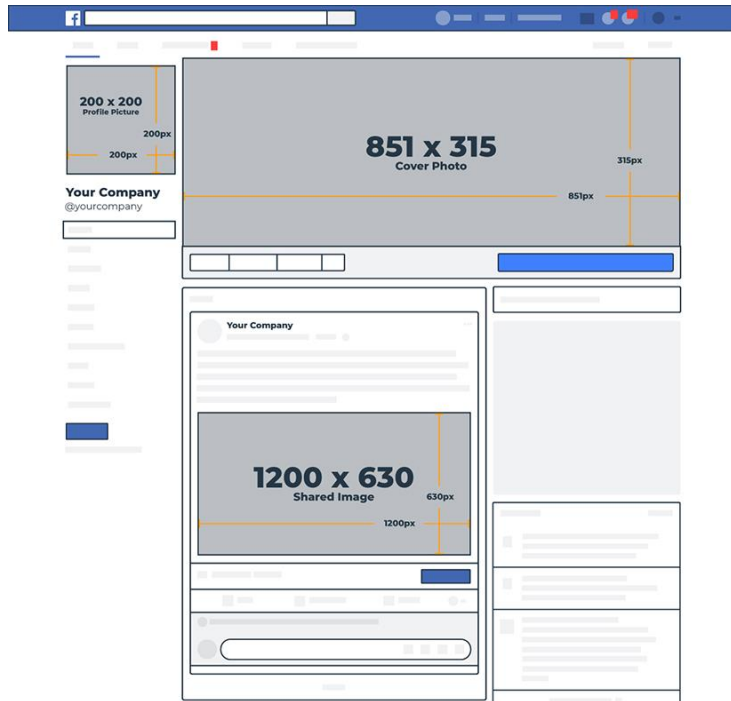 f
200 x 200
Profile Picture
200px
200px
Your Company
@yourcompany
851 x 315
Cover Photo
315px
851px
Your Company
1200 x 630
Shared Image
630px
1200px